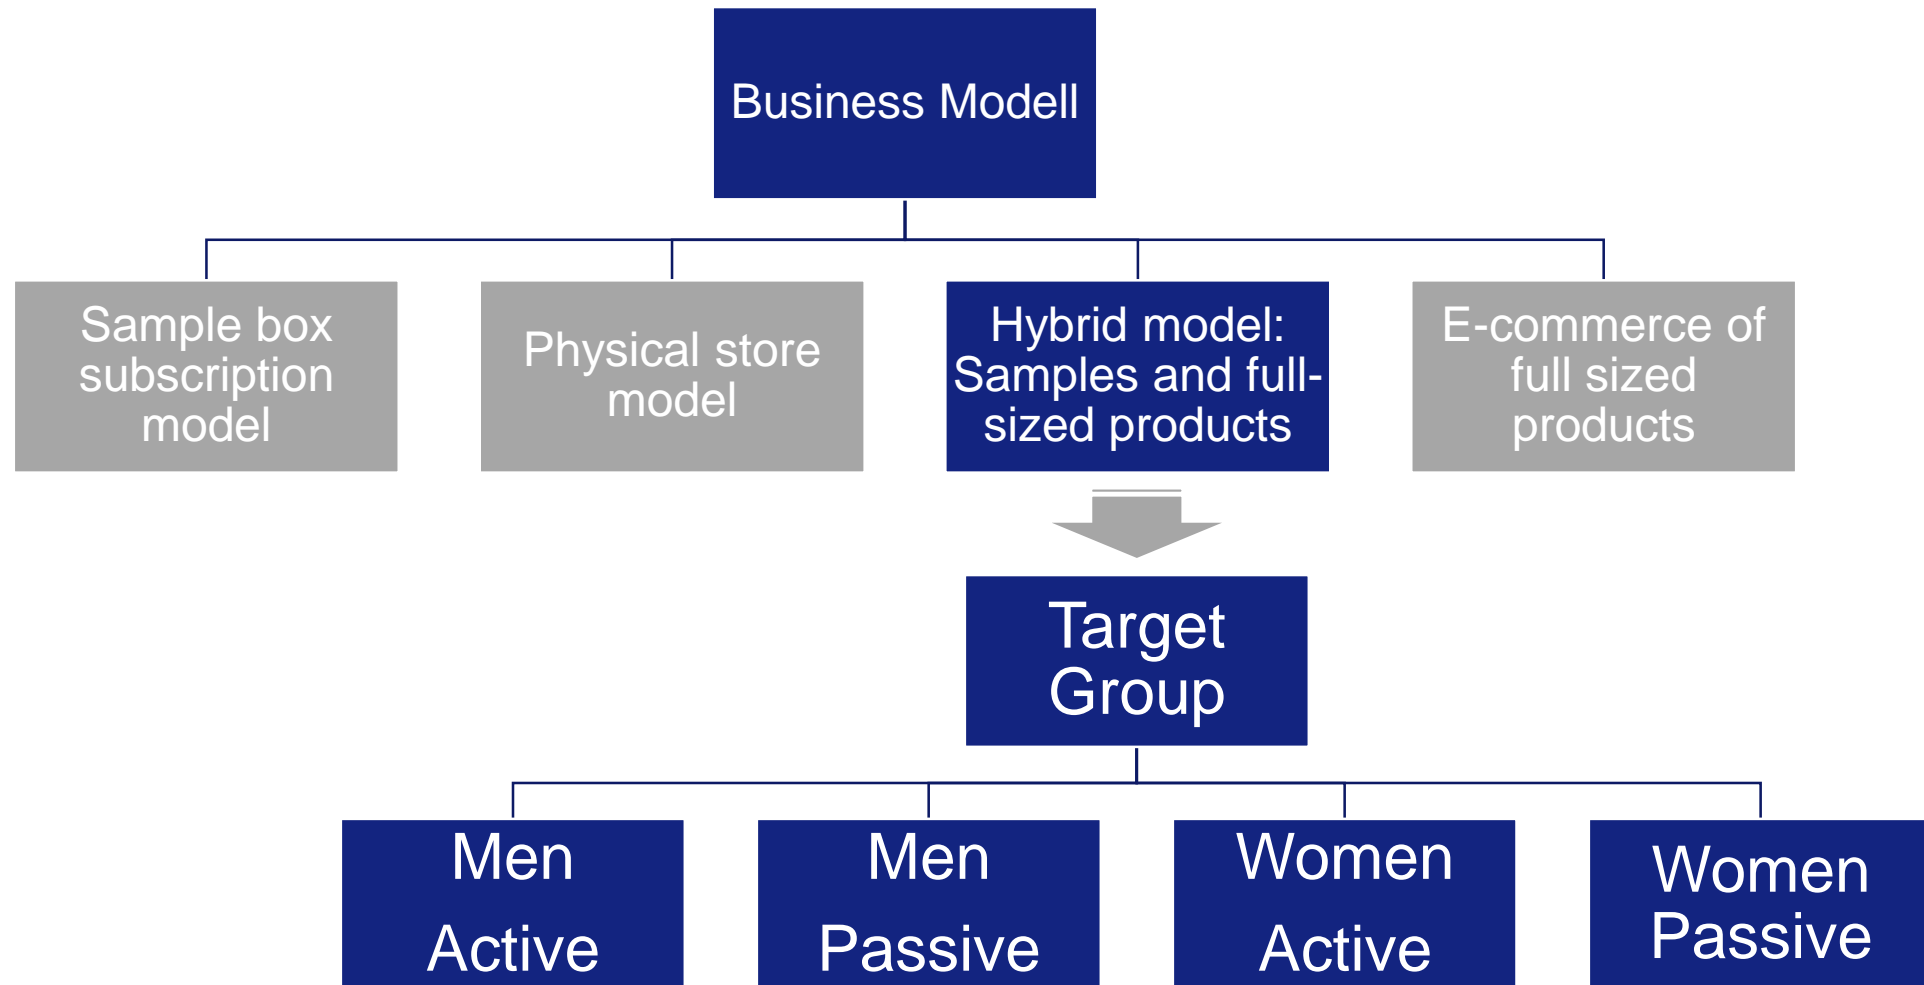 Business Modell
Sample box
subscription
model
Physical store
model
Hybrid model:
Samples and full-
sized products
E-commerce of
full sized
products
Target
Group
Men
Active
Men
Passive
Women
Active
Women
Passive